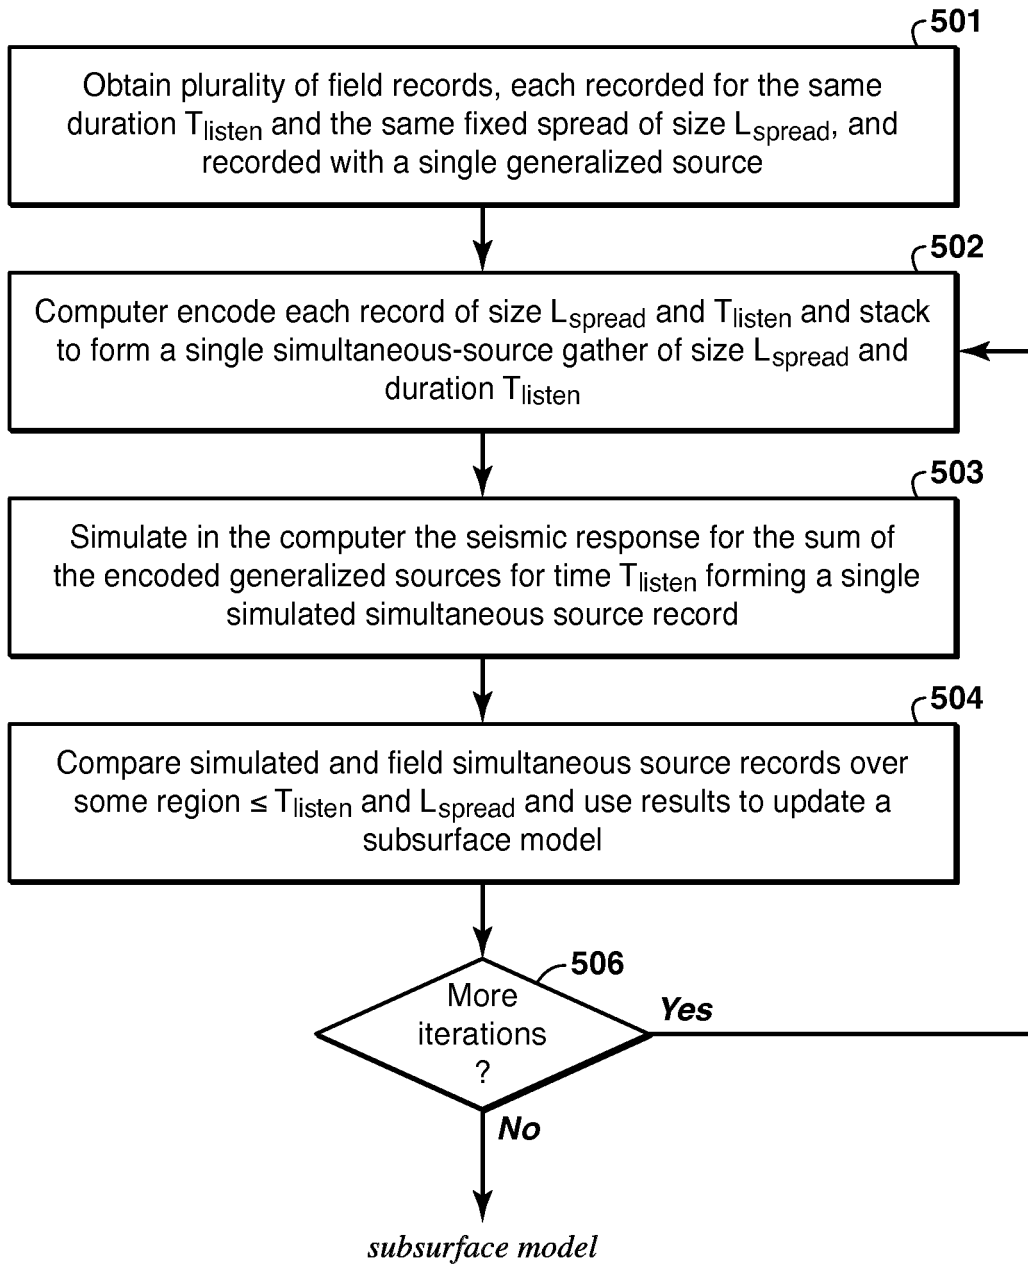 501
Obtain plurality of field records, each recorded for the same
duration Tlisten and the same fixed spread of size Lspread, and
recorded with a single generalized source
502
Computer encode each record of size Lspread and Tlisten and stack
to form a single simultaneous-source gather of size Lspread and
duration Tlisten
503
Simulate in the computer the seismic response for the sum of
the encoded generalized sources for time Tlisten forming a single
simulated simultaneous source record
504
Compare simulated and field simultaneous source records over
some region ≤ Tlisten and Lspread and use results to update a
subsurface model
506
More
iterations
?
Yes
No
subsurface model